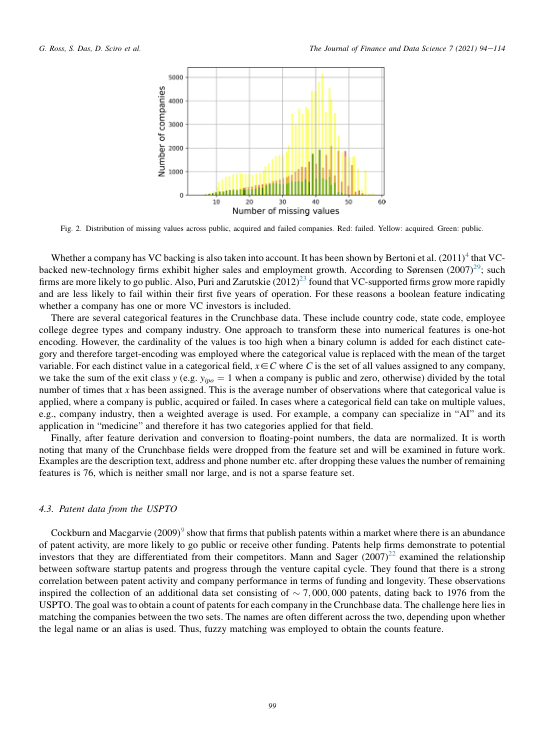 G. Ross, S. Das, D. Sciro et al.
The Journal of Finance and Data Science 7 (2021) 94–114
Number of companies
5000
4000
3000
2000
1000
0
10 20 30 40 50 60
Number of missing values
Fig. 2. Distribution of missing values across public, acquired and failed companies. Red: failed. Yellow: acquired. Green: public.
Whether a company has VC backing is also taken into account. It has been shown by Bertoni et al. (2011)4 that VC-
backed new-technology firms exhibit higher sales and employment growth. According to Sørensen (2007)29; such
firms are more likely to go public. Also, Puri and Zarutskie (2012)23 found that VC-supported firms grow more rapidly
and are less likely to fail within their first five years of operation. For these reasons a boolean feature indicating
whether a company has one or more VC investors is included.
There are several categorical features in the Crunchbase data. These include country code, state code, employee
college degree types and company industry. One approach to transform these into numerical features is one-hot
encoding. However, the cardinality of the values is too high when a binary column is added for each distinct cate-
gory and therefore target-encoding was employed where the categorical value is replaced with the mean of the target
variable. For each distinct value in a categorical field, x∈C where C is the set of all values assigned to any company,
we take the sum of the exit class y (e.g. yipo = 1 when a company is public and zero, otherwise) divided by the total
number of times that x has been assigned. This is the average number of observations where that categorical value is
applied, where a company is public, acquired or failed. In cases where a categorical field can take on multiple values,
e.g., company industry, then a weighted average is used. For example, a company can specialize in “AI” and its
application in “medicine” and therefore it has two categories applied for that field.
Finally, after feature derivation and conversion to floating-point numbers, the data are normalized. It is worth
noting that many of the Crunchbase fields were dropped from the feature set and will be examined in future work.
Examples are the description text, address and phone number etc. after dropping these values the number of remaining
features is 76, which is neither small nor large, and is not a sparse feature set.
4.3. Patent data from the USPTO
Cockburn and Macgarvie (2009)9 show that firms that publish patents within a market where there is an abundance
of patent activity, are more likely to go public or receive other funding. Patents help firms demonstrate to potential
investors that they are differentiated from their competitors. Mann and Sager (2007)22 examined the relationship
between software startup patents and progress through the venture capital cycle. They found that there is a strong
correlation between patent activity and company performance in terms of funding and longevity. These observations
inspired the collection of an additional data set consisting of ∼ 7,000,000 patents, dating back to 1976 from the
USPTO. The goal was to obtain a count of patents for each company in the Crunchbase data. The challenge here lies in
matching the companies between the two sets. The names are often different across the two, depending upon whether
the legal name or an alias is used. Thus, fuzzy matching was employed to obtain the counts feature.
99